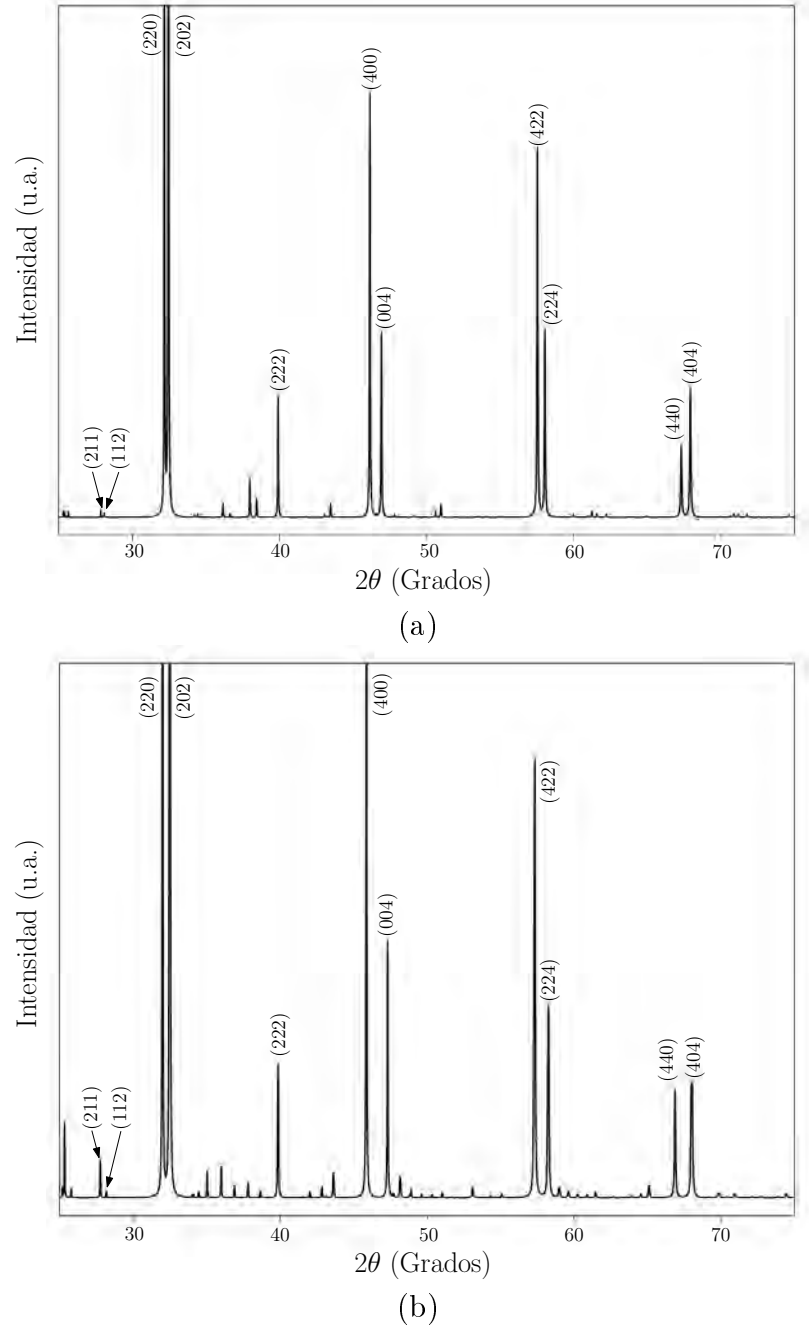 (220) (202)
(400)
(422)
(004)
(224)
(222)
(404)
(440)
(211) (112)
Intensidad (u.a.)
30 40 50 60 70
2θ (Grados)
(a)
(220) (202) (400)
(422)
(004)
(224)
(222)
(440) (404)
(211) (112)
Intensidad (u.a.)
30 40 50 60 70
2θ (Grados)
(b)